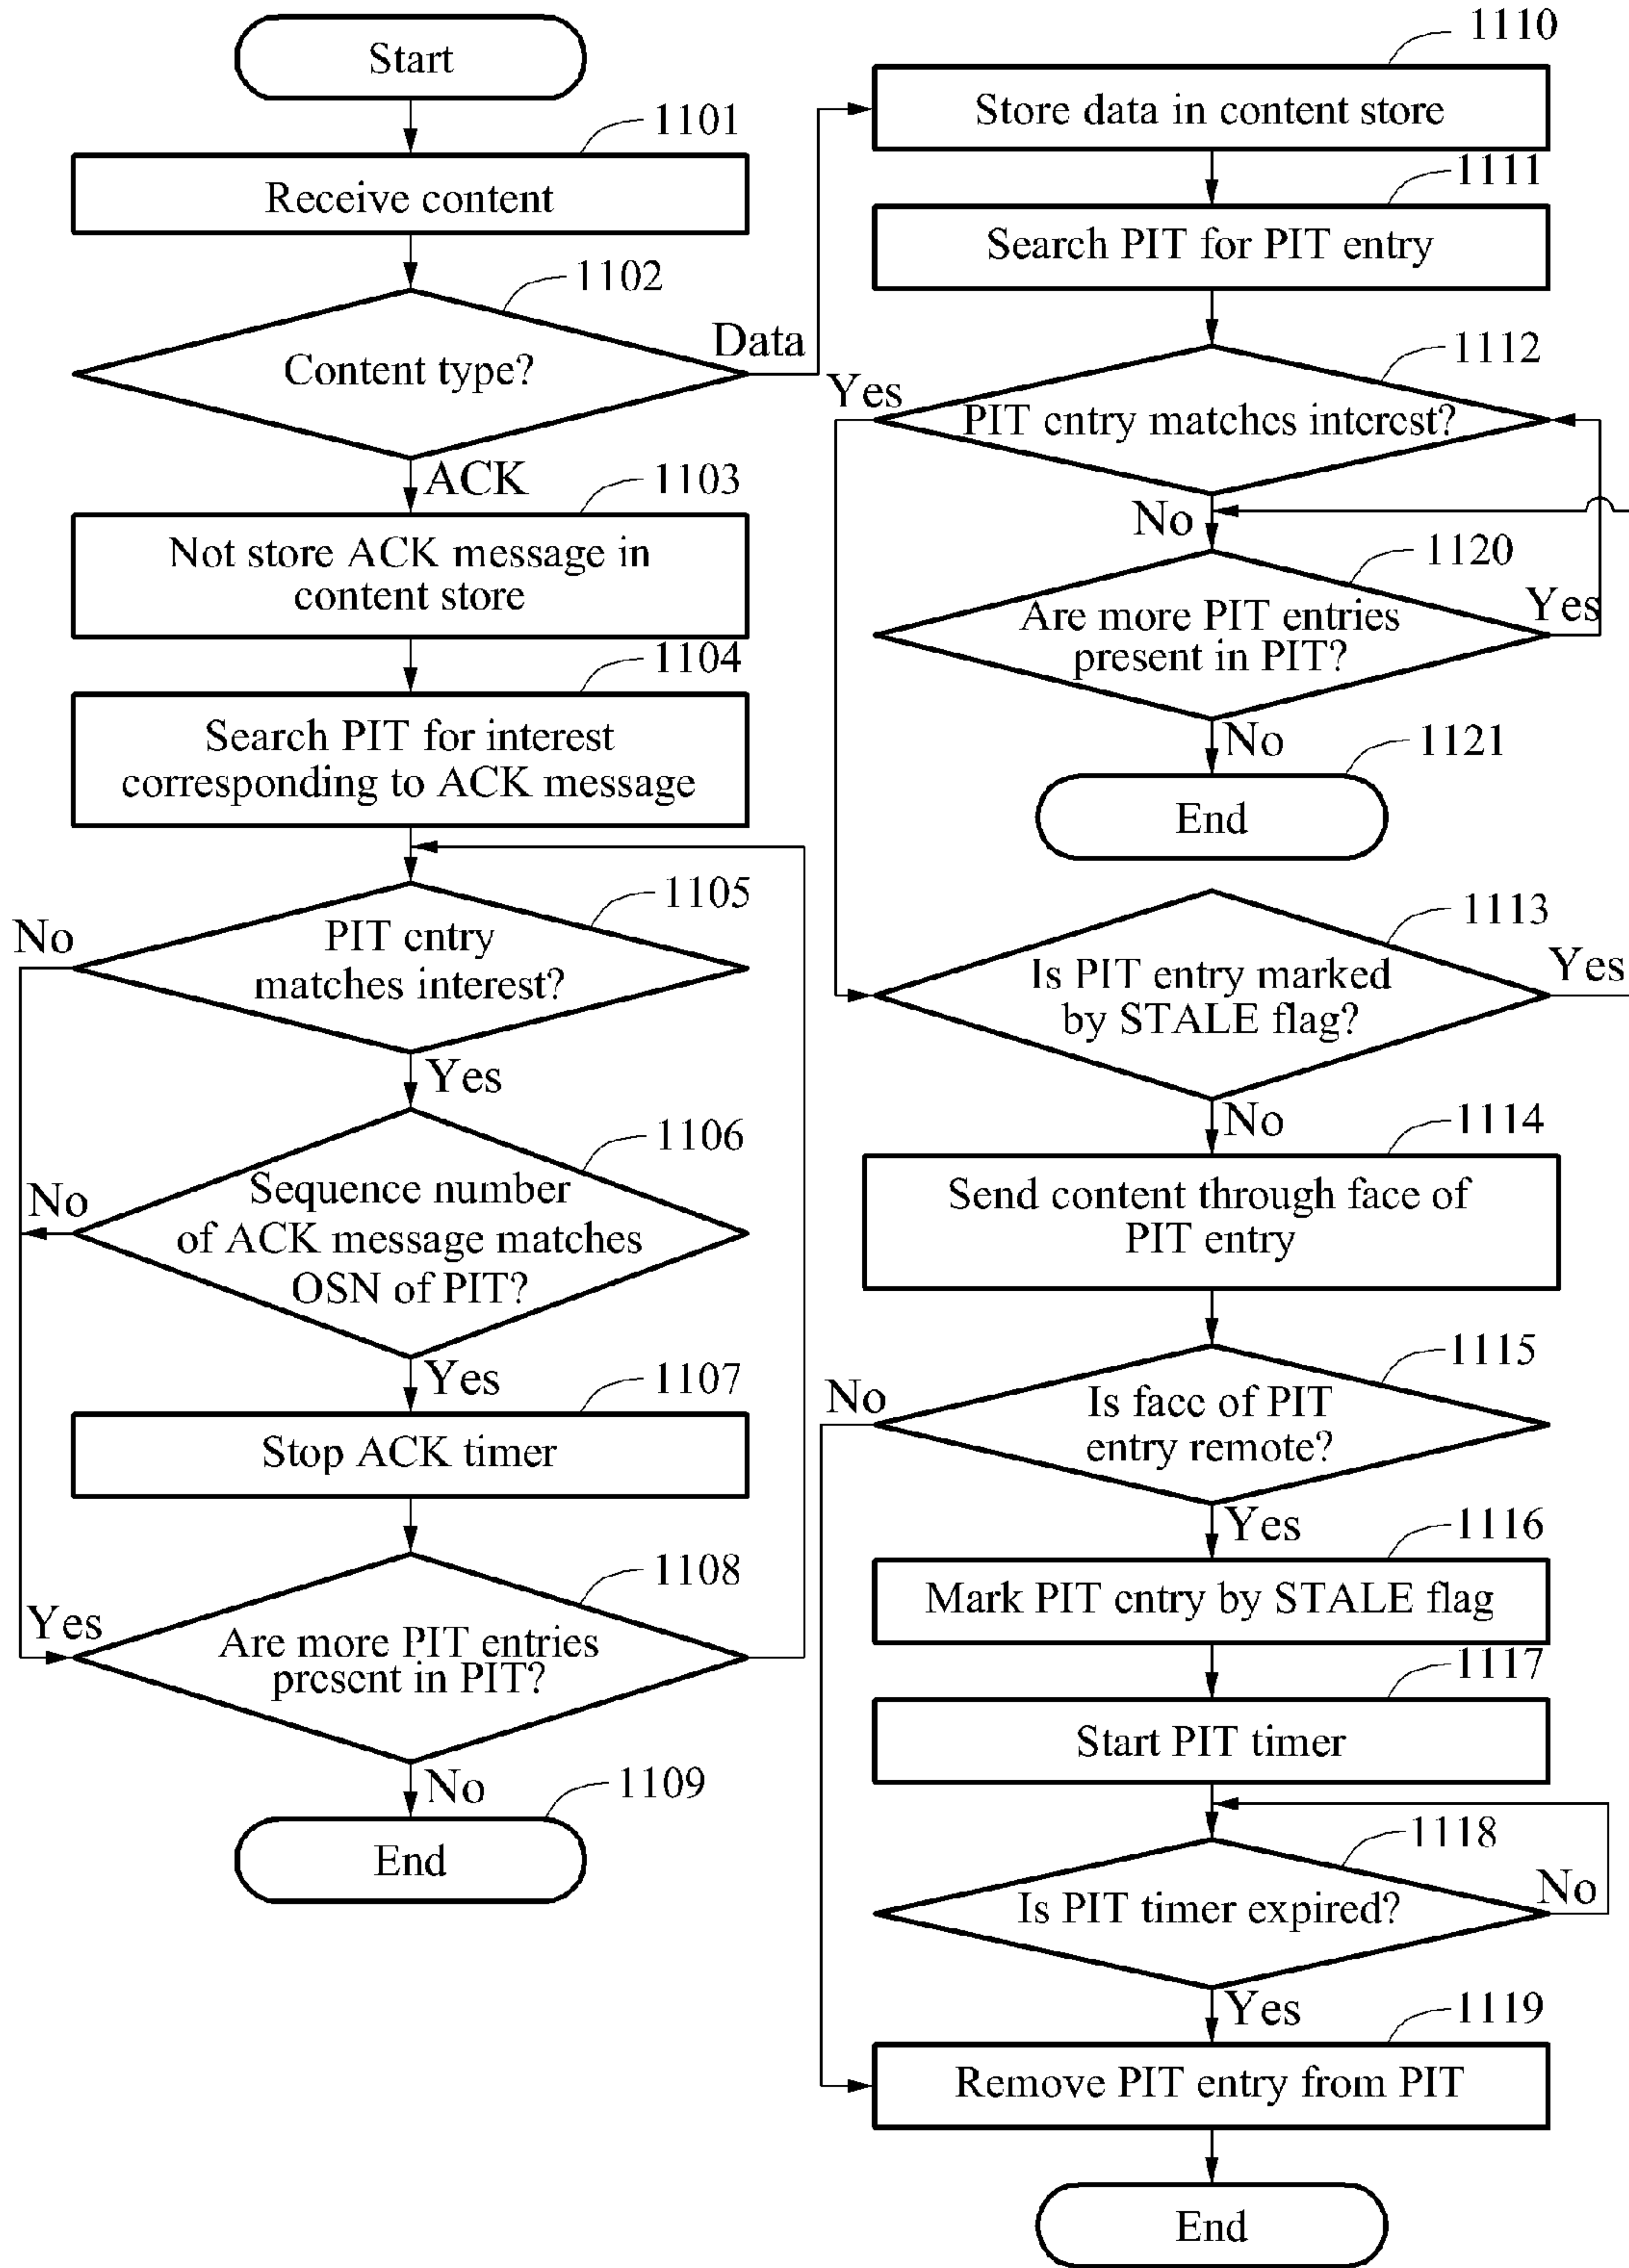 Start
1101
Receive content
1102
Content type?
Data
ACK
1103
Not store ACK message in
content store
1104
Search PIT for interest
corresponding to ACK message
1105
No
PIT entry
matches interest?
Yes
1106
No
Sequence number
of ACK message matches
OSN of PIT?
Yes
1107
Stop ACK timer
1108
Yes
Are more PIT entries
present in PIT?
No
1109
End
1110
Store data in content store
1111
Search PIT for PIT entry
1112
Yes
PIT entry matches interest?
No
1120
Are more PIT entries
present in PIT?
Yes
No
1121
End
1113
Is PIT entry marked
by STALE flag?
Yes
No
1114
Send content through face of
PIT entry
1115
No
Is face of PIT
entry remote?
Yes
1116
Mark PIT entry by STALE flag
1117
Start PIT timer
1118
Is PIT timer expired?
No
Yes
1119
Remove PIT entry from PIT
End